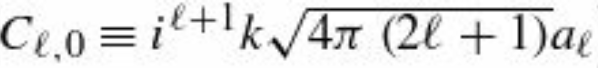 C_{ℓ,0} ≡ i^{ℓ+1} k√(4π (2ℓ + 1)) a_ℓ